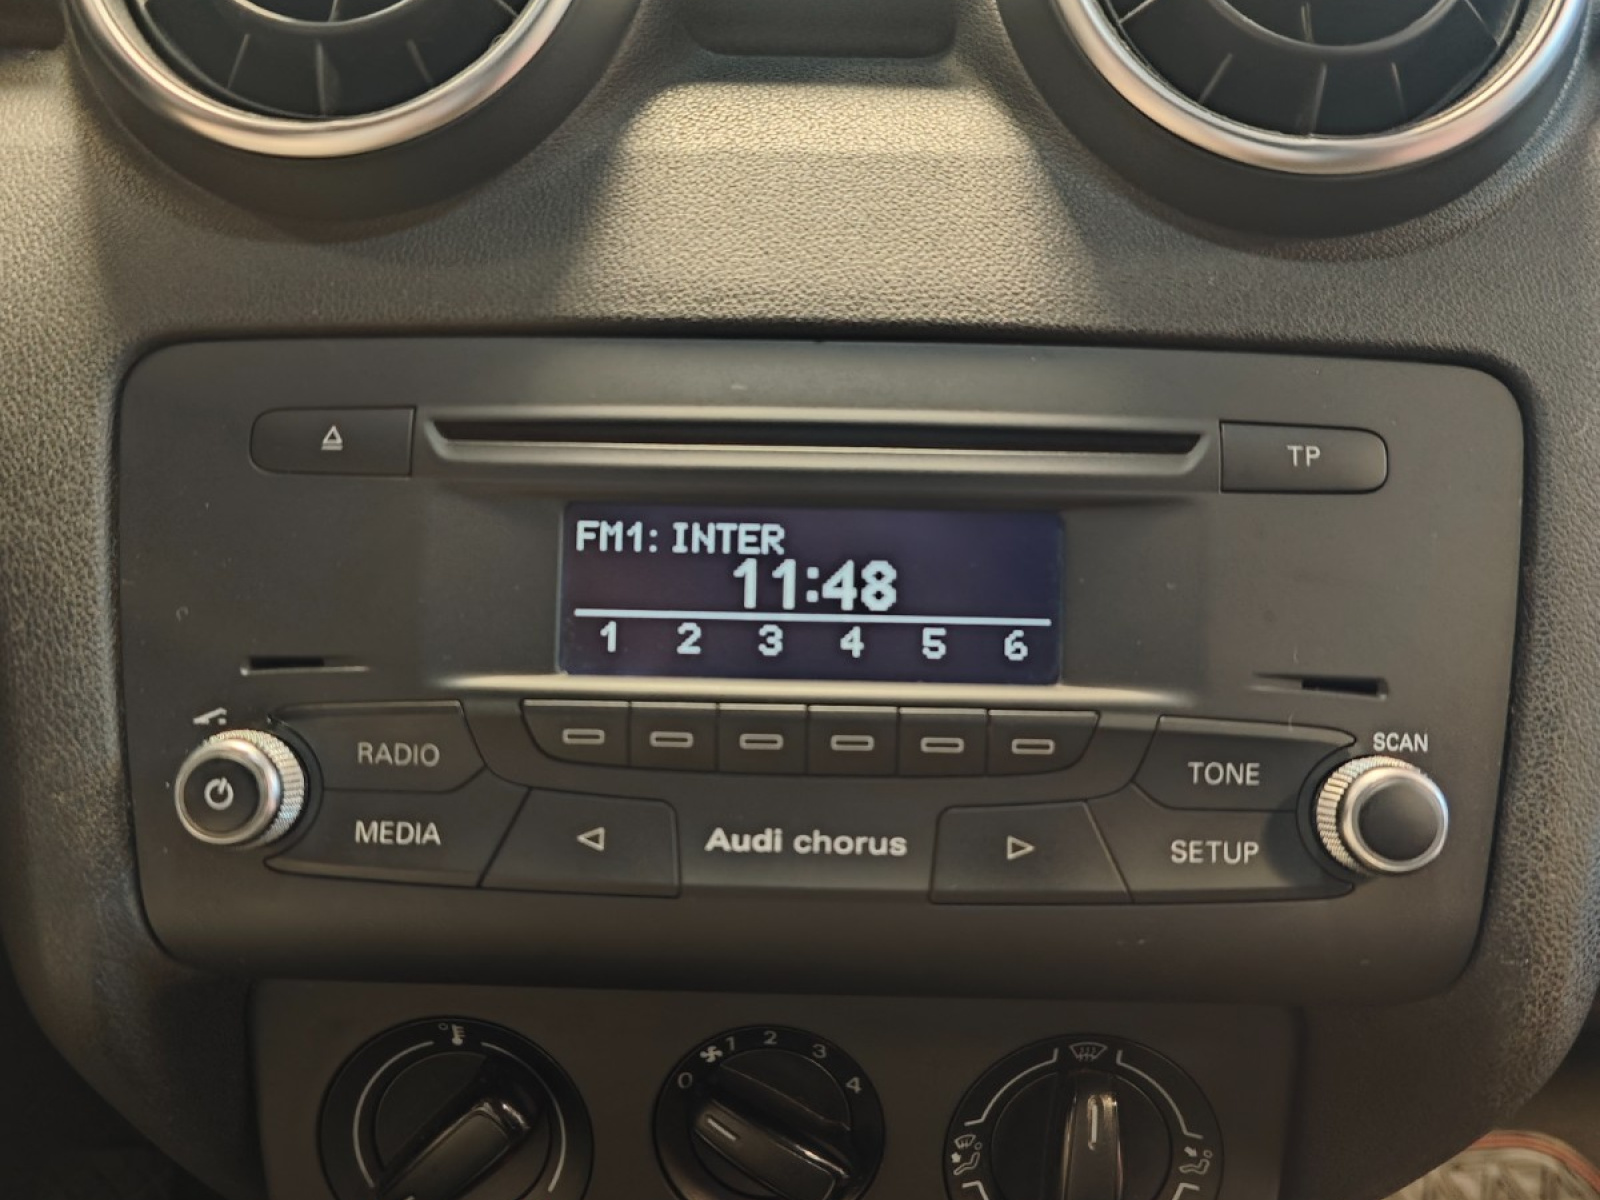 TP
FM1: INTER
11:48
1 2 3 4 5 6
SCAN
RADIO
TONE
MEDIA
Audi chorus
SETUP
0 1 2 3 4